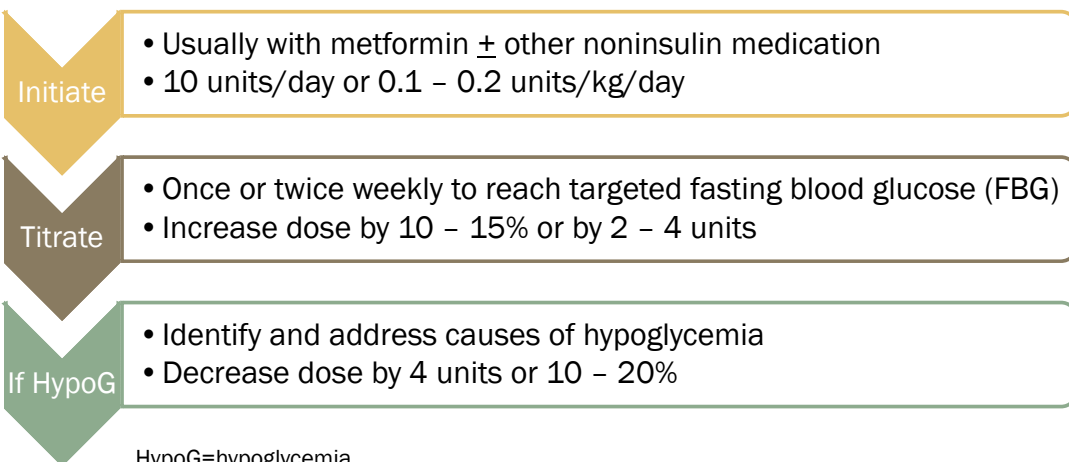 Initiate
• Usually with metformin ± other noninsulin medication
• 10 units/day or 0.1 – 0.2 units/kg/day
Titrate
• Once or twice weekly to reach targeted fasting blood glucose (FBG)
• Increase dose by 10 – 15% or by 2 – 4 units
If HypoG
• Identify and address causes of hypoglycemia
• Decrease dose by 4 units or 10 – 20%
HypoG=hypoglycemia